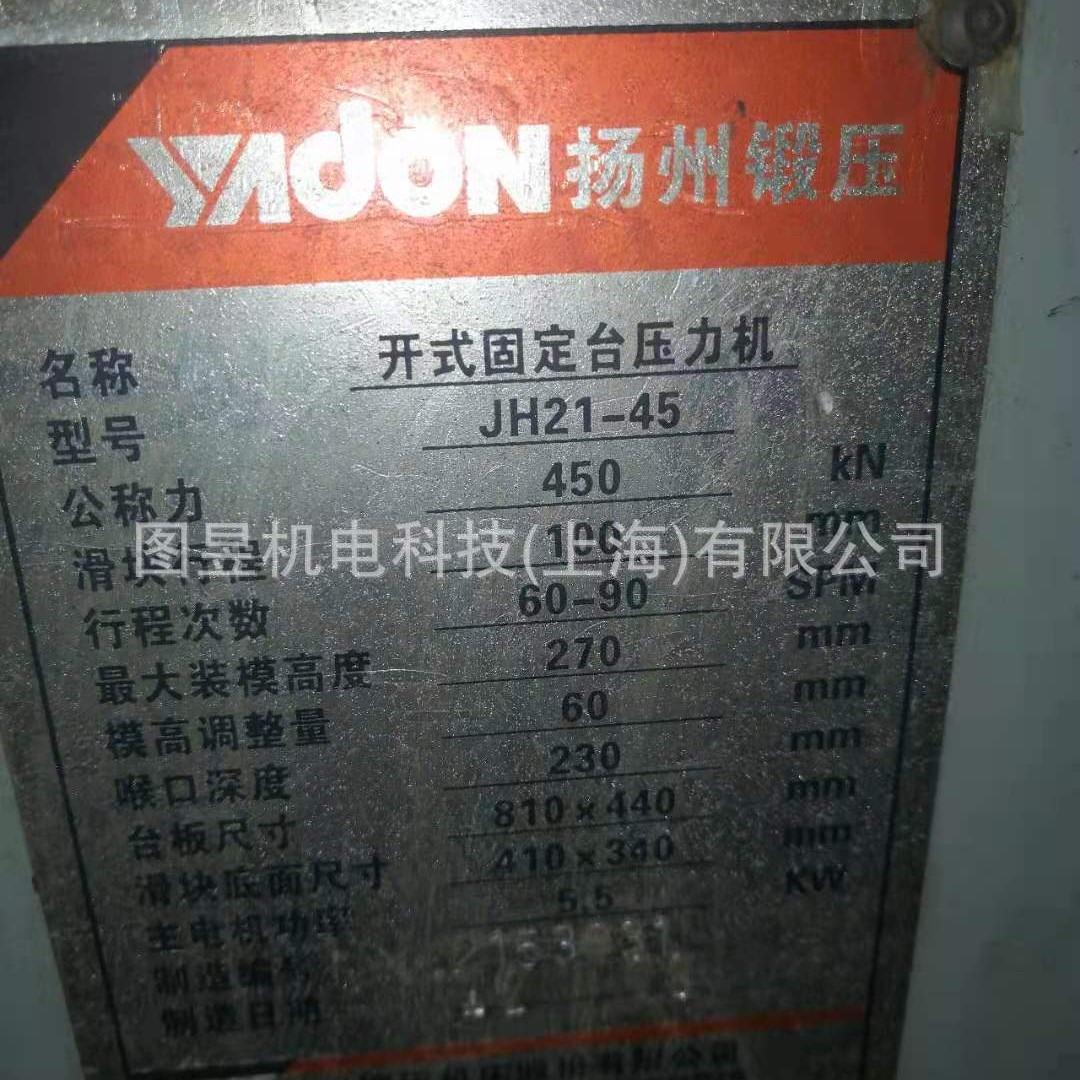 YADON 扬州锻压
名称 开式固定台压力机
型号 JH21-45
公称力 450 kN
滑块行程 100 mm
图昱机电科技(上海)有限公司
行程次数 60-90 SPM
最大装模高度 270 mm
模高调整量 60 mm
喉口深度 230 mm
台板尺寸 810×440 mm
滑块底面尺寸 410×340 mm
主电机功率 5.5 KW
制造编号
制造日期